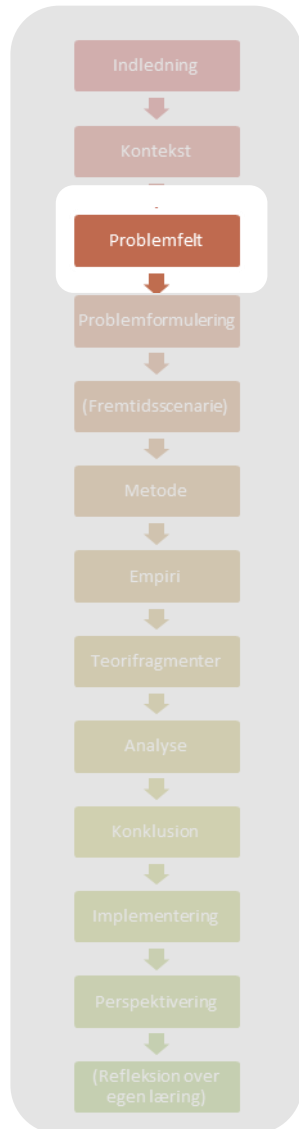 Indledning
Kontekst
Problemfelt
Problemformulering
(Fremtidsscenarie)
Metode
Empiri
Teorifragmenter
Analyse
Konklusion
Implementering
Perspektivering
(Refleksion over
egen læring)